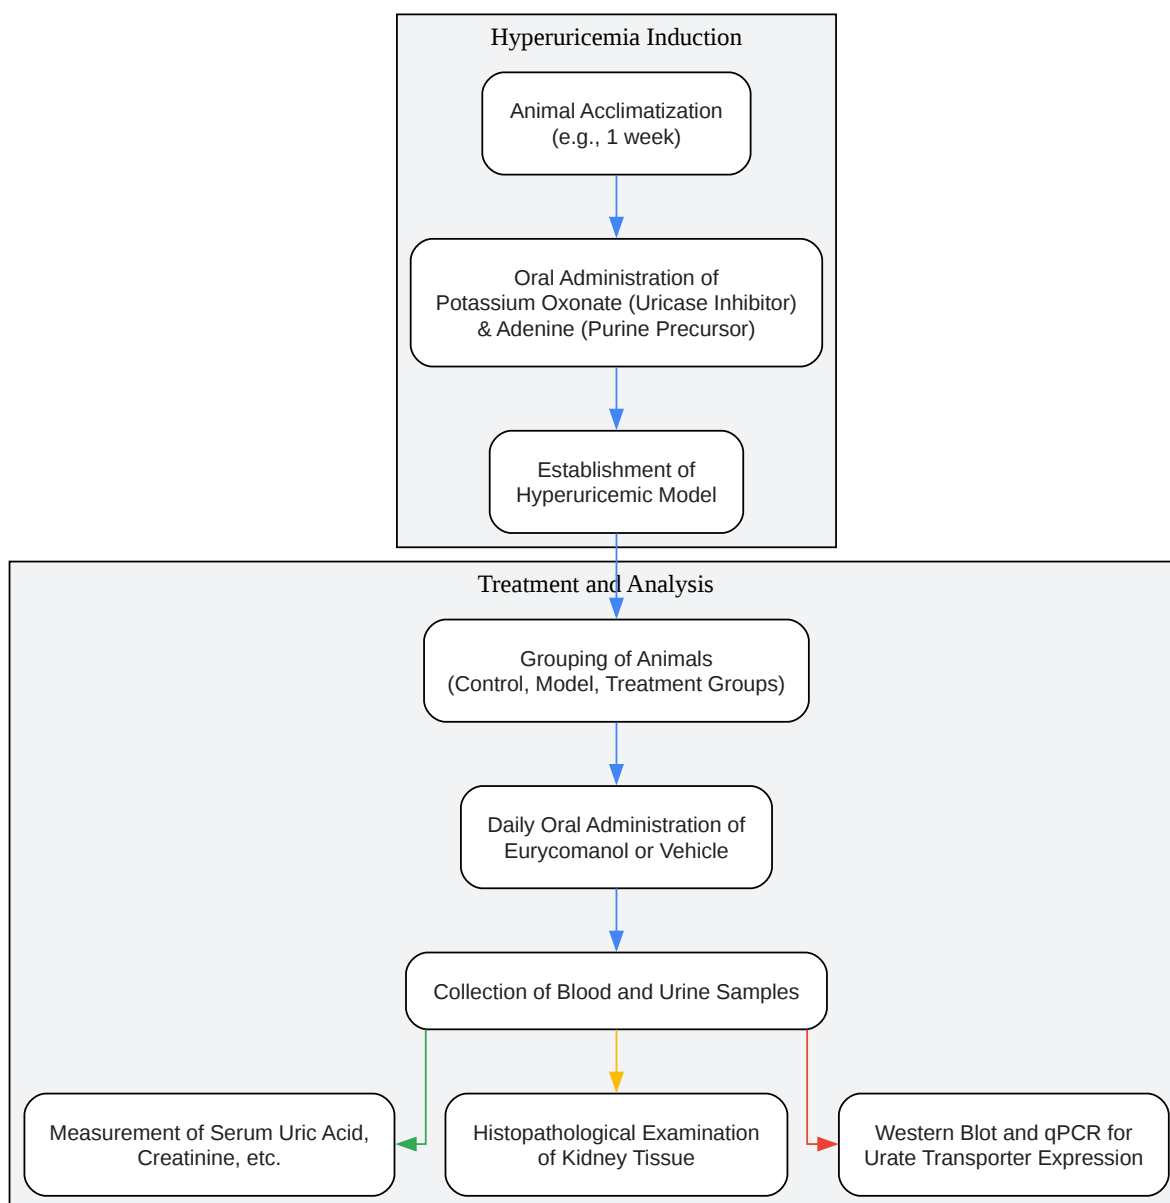 Hyperuricemia Induction
Animal Acclimatization
(e.g., 1 week)
Oral Administration of
Potassium Oxonate (Uricase Inhibitor)
& Adenine (Purine Precursor)
Establishment of
Hyperuricemic Model
Treatment and Analysis
Grouping of Animals
(Control, Model, Treatment Groups)
Daily Oral Administration of
Eurycomanol or Vehicle
Collection of Blood and Urine Samples
Measurement of Serum Uric Acid,
Creatinine, etc.
Histopathological Examination
of Kidney Tissue
Western Blot and qPCR for
Urate Transporter Expression